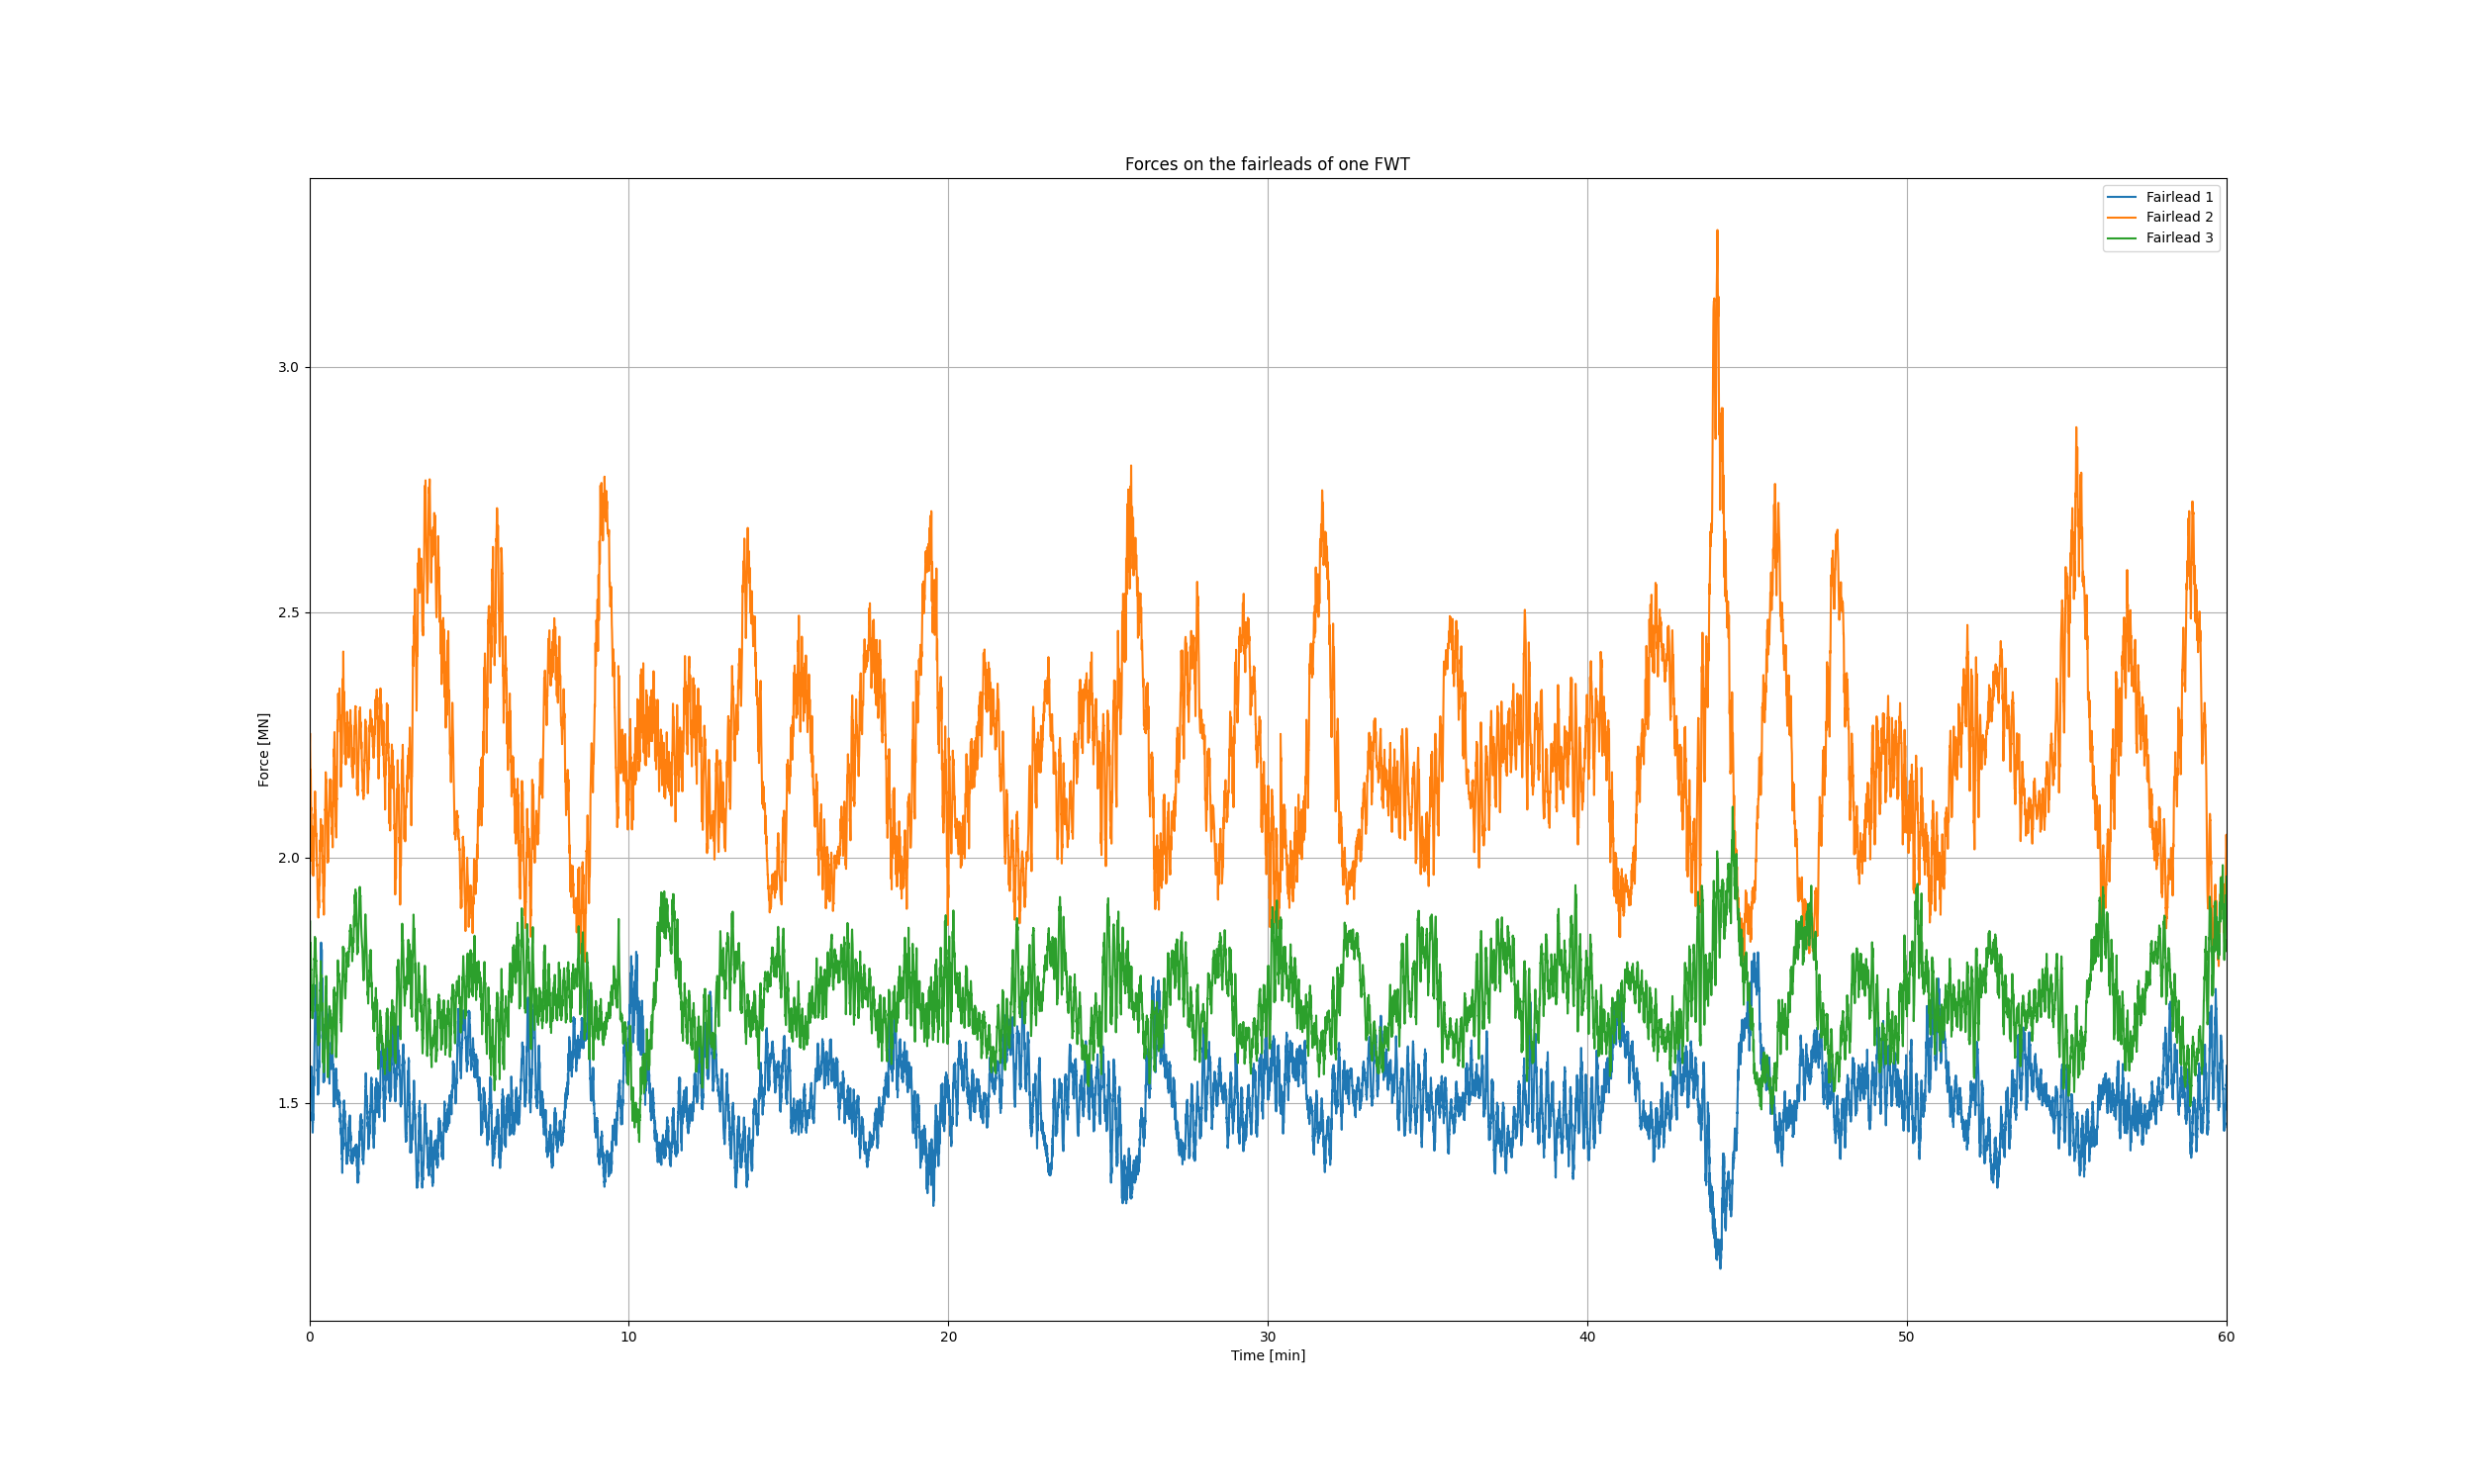 Forces on the fairleads of one FWT
Fairlead 1
Fairlead 2
Fairlead 3
3.0
2.5
2.0
1.5
Force [MN]
0 10 20 30 40 50 60
Time [min]